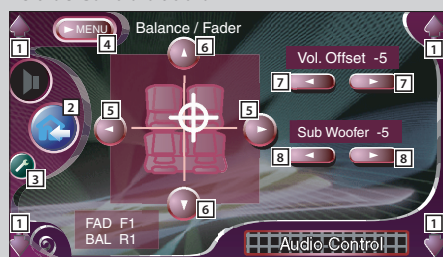 Balance / Fader
►MENU
1
4
6
1
Vol. Offset -5
7
7
2
5
5
Sub Woofer -5
3
8
8
6
1
FAD F1
BAL R1
1
Audio Control